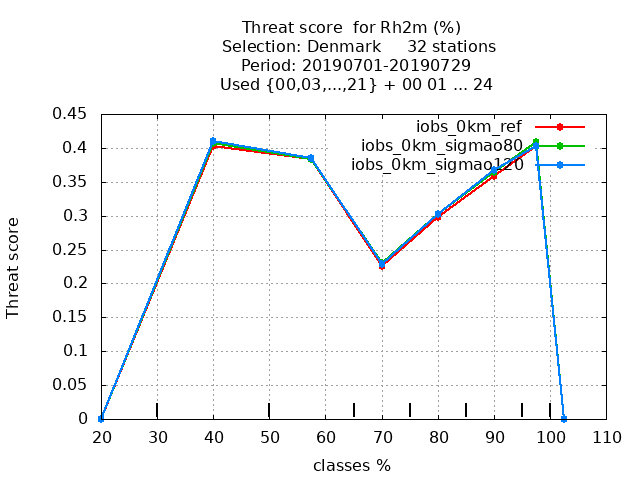 Threat score  for Rh2m (%)
Selection: Denmark     32 stations
Period: 20190701-20190729
Used {00,03,...,21} + 00 01 ... 24
0.45
0.4
0.35
0.3
0.25
0.2
0.15
0.1
0.05
0
Threat score
iobs_0km_ref
iobs_0km_sigmao80
iobs_0km_sigmao120
20 30 40 50 60 70 80 90 100 110
classes %